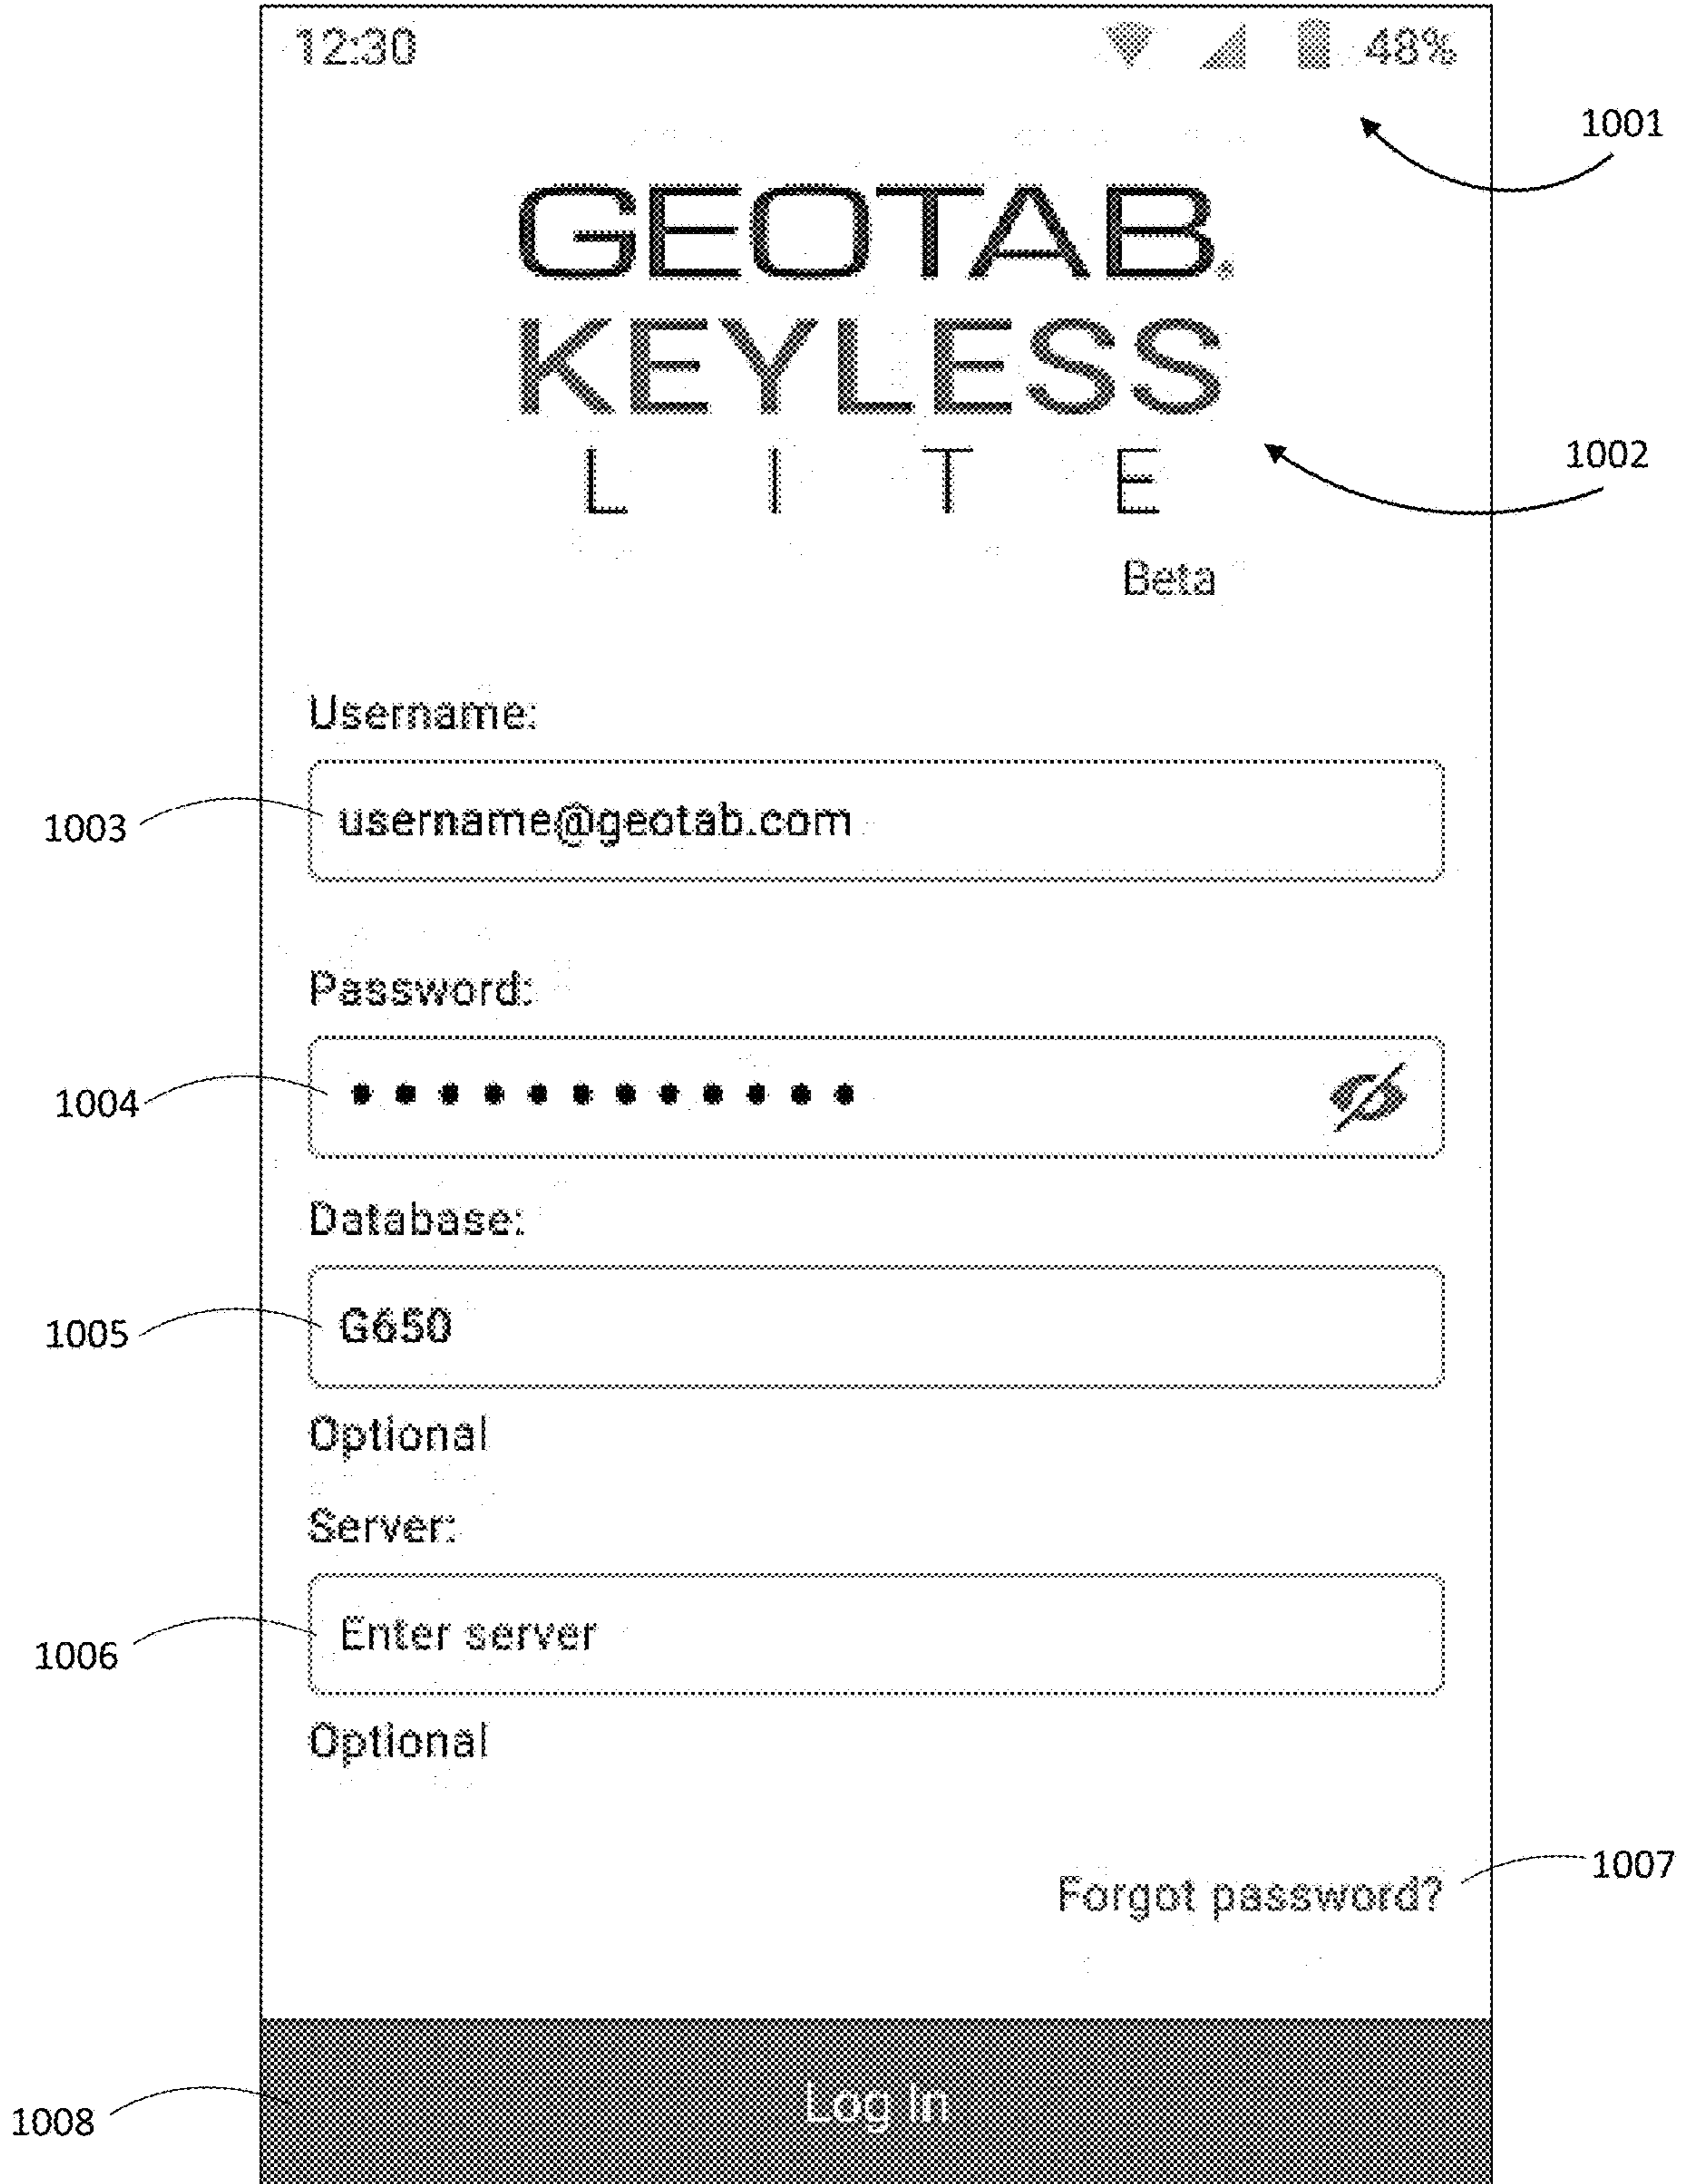 12:30 48%
1001
GEOTAB®
KEYLESS
1002
L I T E
Beta
Username:
1003 username@geotab.com
Password:
1004 ••••••••••••
Database:
1005 G650
Optional
Server:
1006 Enter server
Optional
1007
Forgot password?
1008 Log In